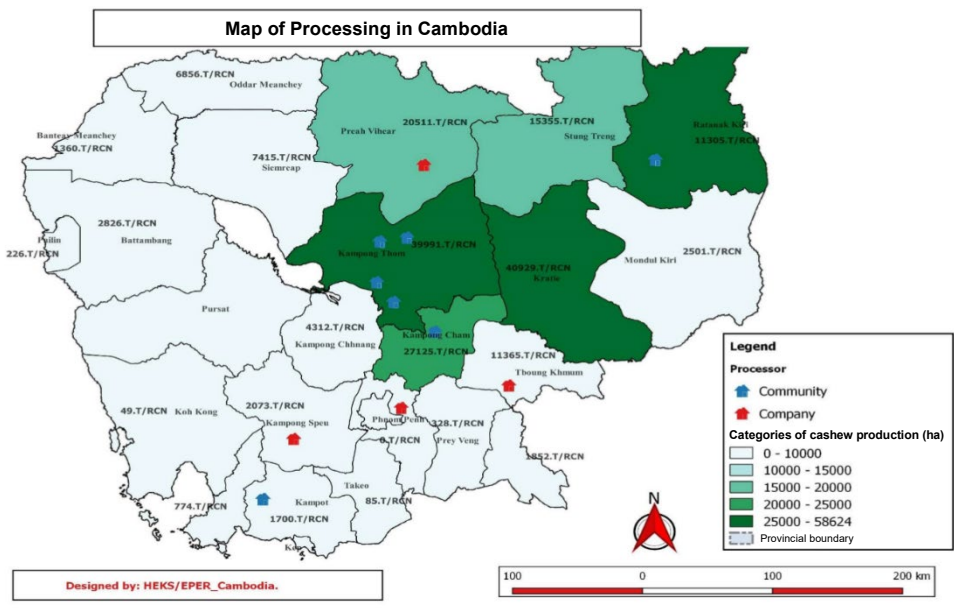 Map of Processing in Cambodia
6856.T/RCN
Oddar Meanchey
Banteay Meanchey
1360.T/RCN
7415.T/RCN
Siemreap
20511.T/RCN
Preah Vihear
15355.T/RCN
Stung Treng
Ratanak Kiri
11305.T/RCN
2826.T/RCN
Battambang
Pailin
226.T/RCN
39991.T/RCN
Kampong Tham
40929.T/RCN
Kratie
2501.T/RCN
Mondul Kiri
Pursat
4312.T/RCN
Kampong Chhnang
Kampong Cham
27125.T/RCN
11365.T/RCN
Tboung Khmum
49.T/RCN
Koh Kong
2073.T/RCN
Kampong Speu
Phnom Penh
0.T/RCN
328.T/RCN
Prey Veng
1852.T/RCN
Takeo
85.T/RCN
774.T/RCN
Kampot
1700.T/RCN
Kep
Legend
Processor
Community
Company
Categories of cashew production (ha)
0 - 10000
10000 - 15000
15000 - 20000
20000 - 25000
25000 - 58624
Provincial boundary
N
Designed by: HEKS/EPER_Cambodia.
100 0 100 200 km